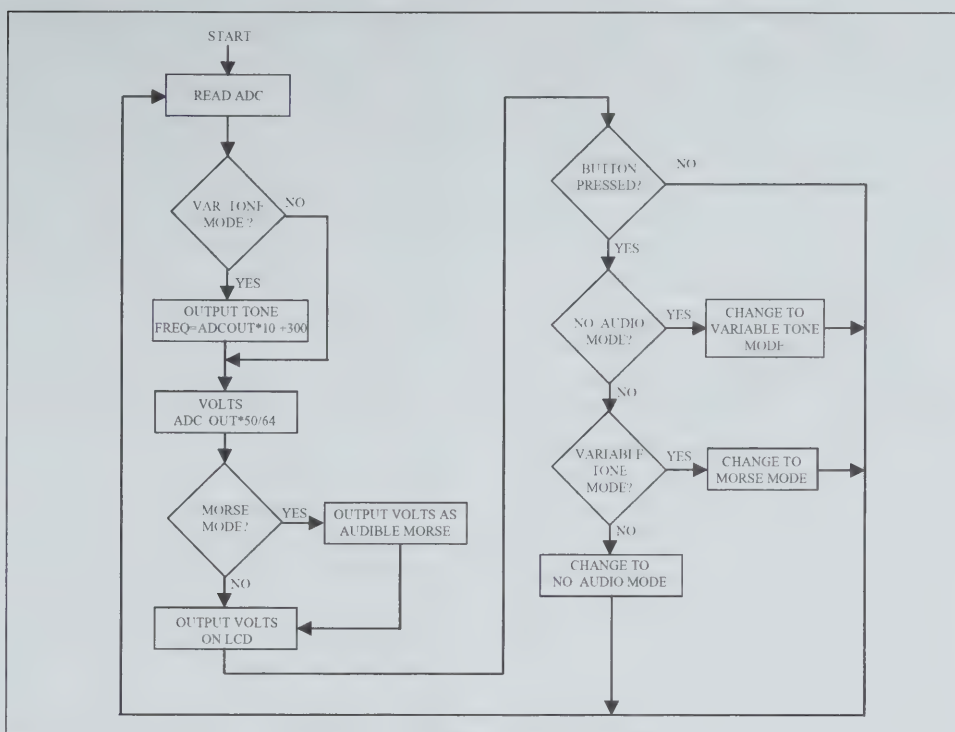 START
READ ADC
VAR TONE
MODE ?
NO
YES
OUTPUT TONE
FREQ=ADCOUT*10 +300
VOLTS
ADC OUT*50/64
MORSE
MODE?
YES
OUTPUT VOLTS AS
AUDIBLE MORSE
NO
OUTPUT VOLTS
ON LCD
BUTTON
PRESSED?
NO
YES
NO AUDIO
MODE?
YES
CHANGE TO
VARIABLE TONE
MODE
NO
VARIABLE
TONE
MODE?
YES
CHANGE TO
MORSE MODE
NO
CHANGE TO
NO AUDIO MODE